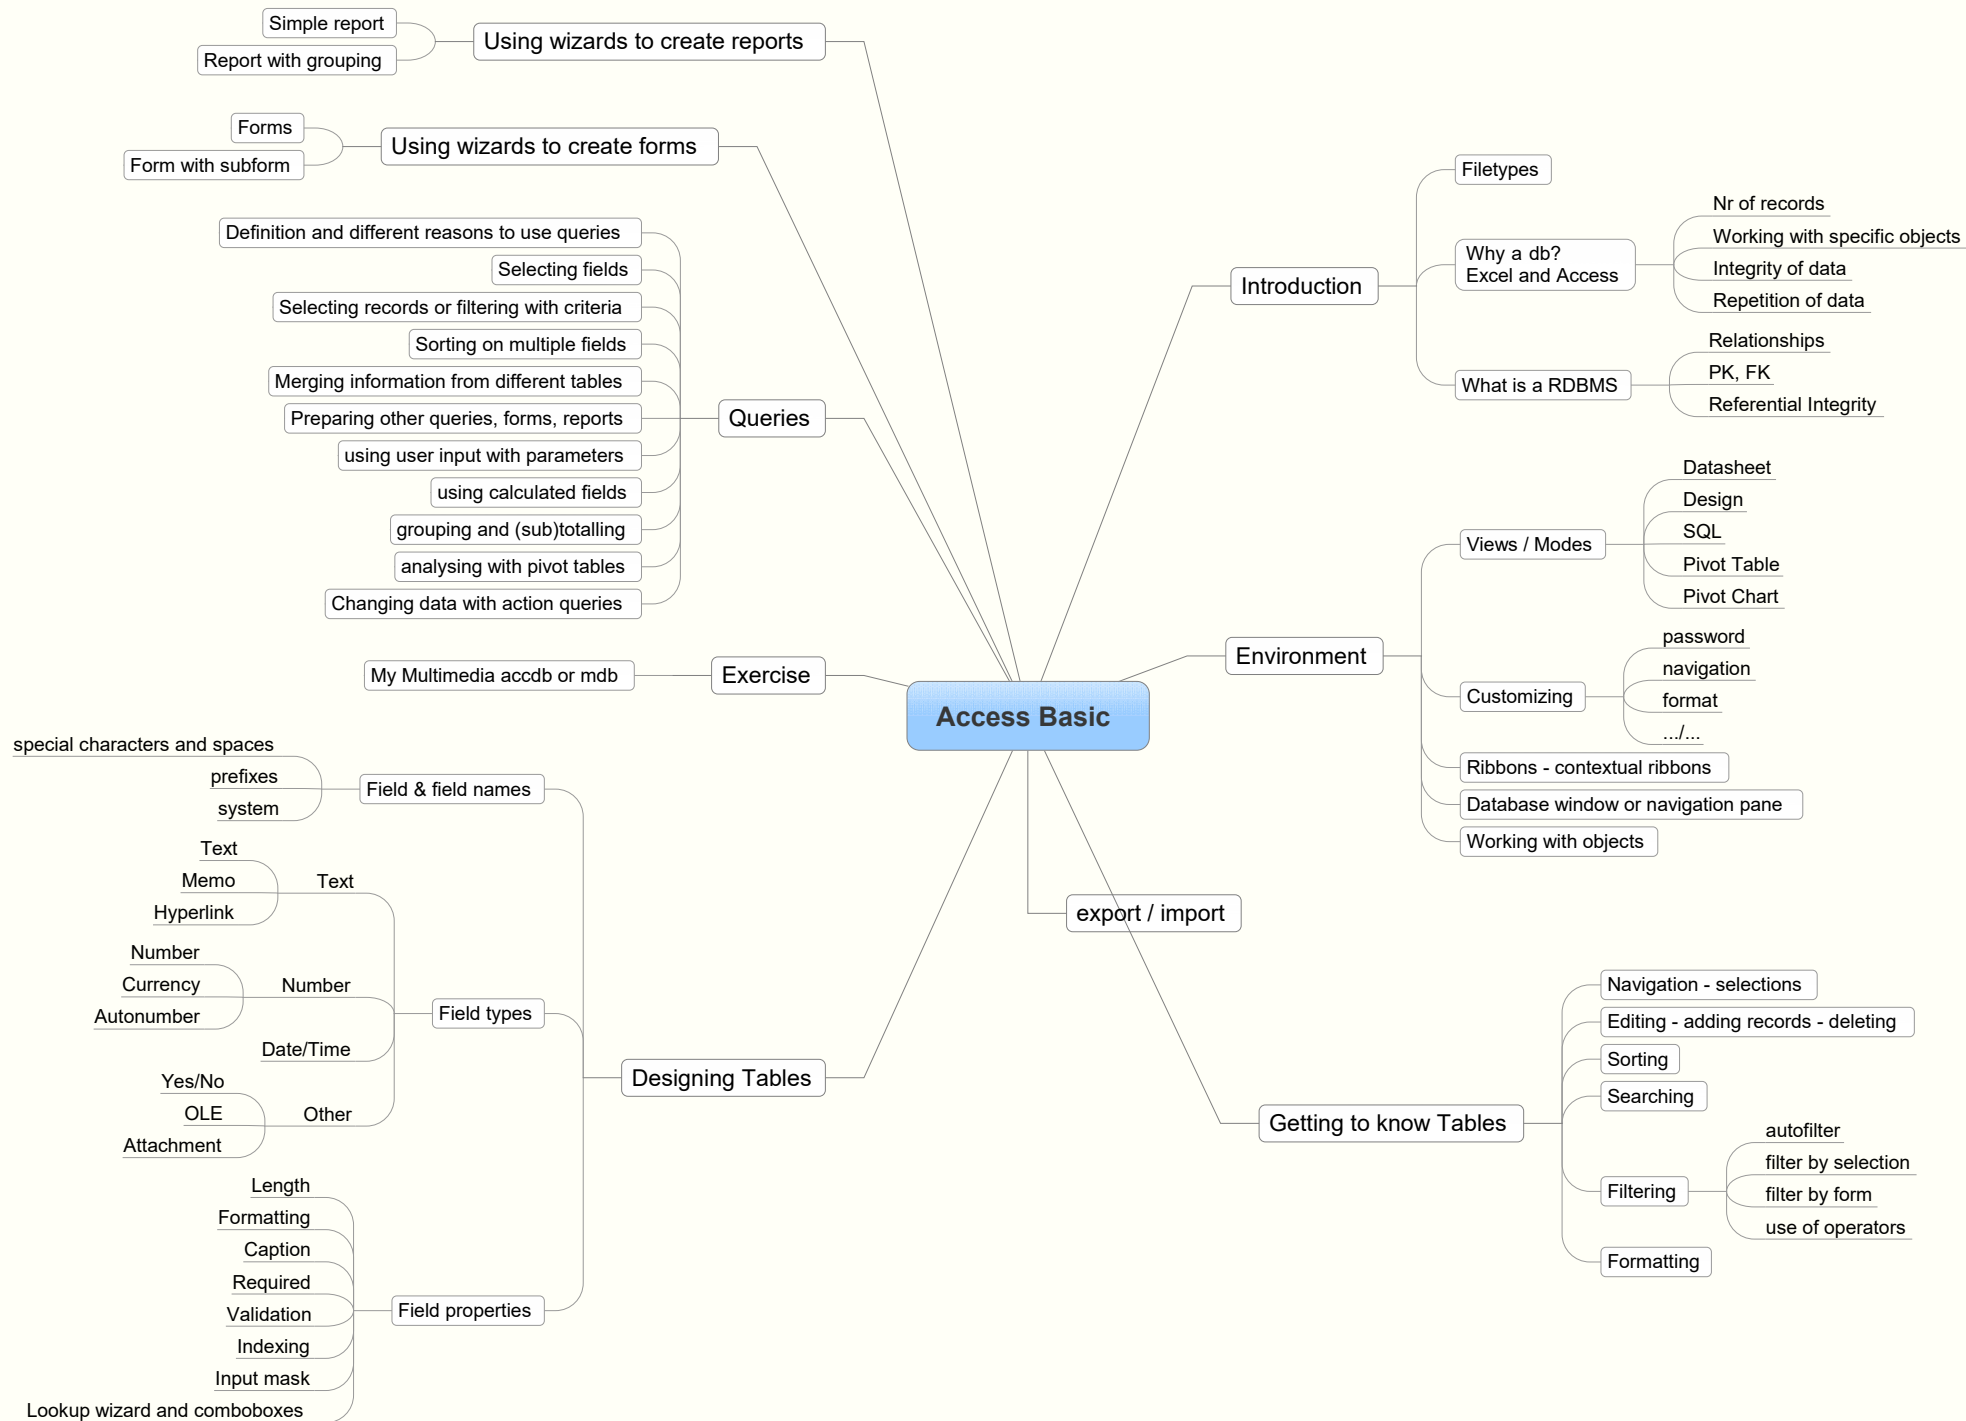 Access Basic
Introduction
Filetypes
Why a db?
Excel and Access
Nr of records
Working with specific objects
Integrity of data
Repetition of data
What is a RDBMS
Relationships
PK, FK
Referential Integrity
Environment
Views / Modes
Datasheet
Design
SQL
Pivot Table
Pivot Chart
Customizing
password
navigation
format
.../...
Ribbons - contextual ribbons
Database window or navigation pane
Working with objects
Getting to know Tables
Navigation - selections
Editing - adding records - deleting
Sorting
Searching
Filtering
autofilter
filter by selection
filter by form
use of operators
Formatting
export / import
Designing Tables
Field & field names
special characters and spaces
prefixes
system
Field types
Text
Text
Memo
Hyperlink
Number
Number
Currency
Autonumber
Date/Time
Other
Yes/No
OLE
Attachment
Field properties
Length
Formatting
Caption
Required
Validation
Indexing
Input mask
Lookup wizard and comboboxes
Exercise
My Multimedia accdb or mdb
Queries
Definition and different reasons to use queries
Selecting fields
Selecting records or filtering with criteria
Sorting on multiple fields
Merging information from different tables
Preparing other queries, forms, reports
using user input with parameters
using calculated fields
grouping and (sub)totalling
analysing with pivot tables
Changing data with action queries
Using wizards to create forms
Forms
Form with subform
Using wizards to create reports
Simple report
Report with grouping